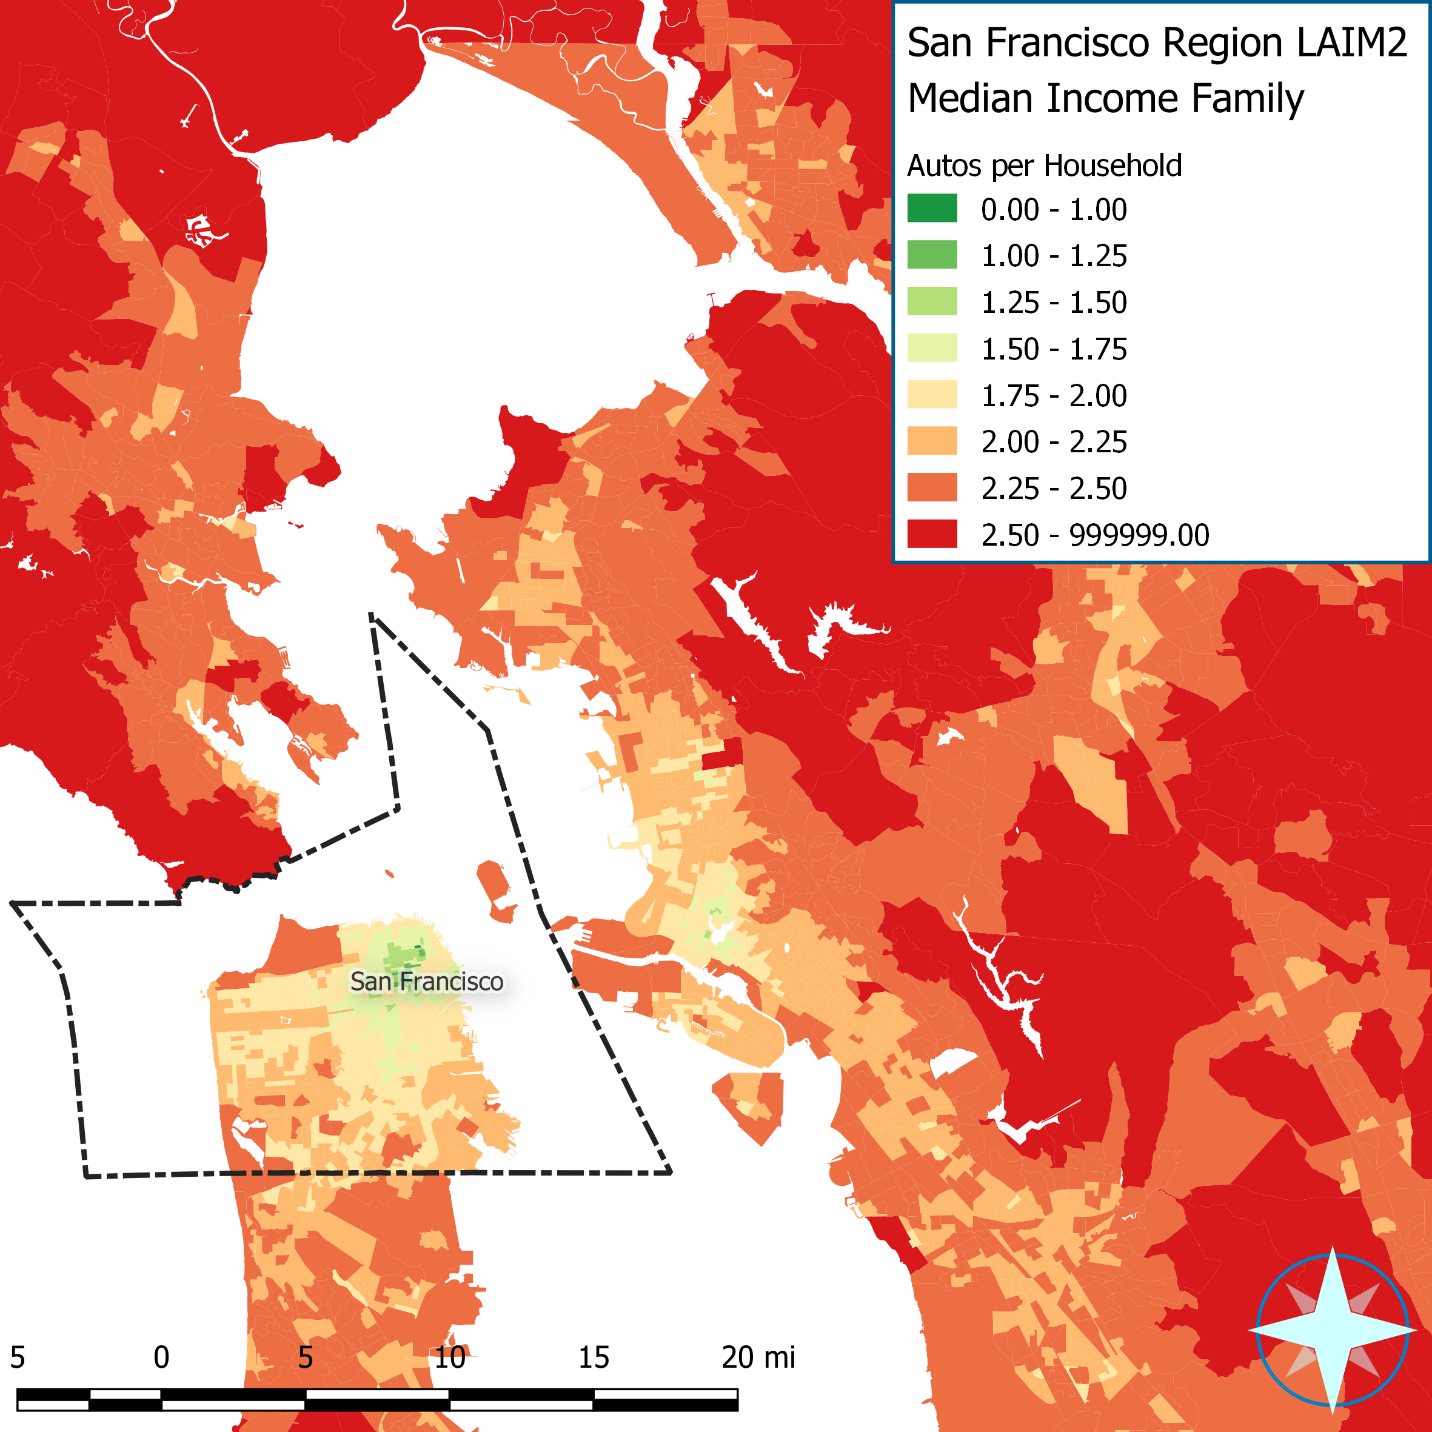 San Francisco Region LAIM2
Median Income Family
Autos per Household
0.00 - 1.00
1.00 - 1.25
1.25 - 1.50
1.50 - 1.75
1.75 - 2.00
2.00 - 2.25
2.25 - 2.50
2.50 - 999999.00
San Francisco
5 0 5 10 15 20 mi